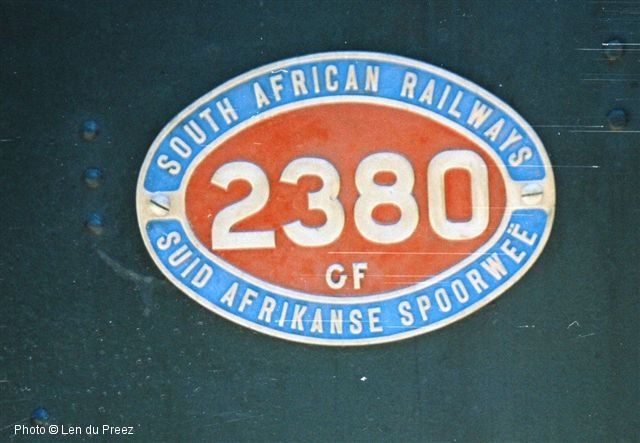 SOUTH AFRICAN RAILWAYS
2380
GF
SUID AFRIKANSE SPOORWEË
Photo © Len du Preez